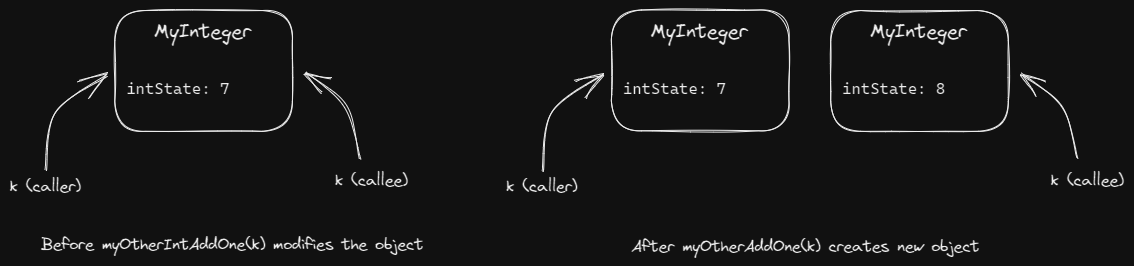 MyInteger
intState: 7
k (caller)
k (callee)
Before myOtherIntAddOne(k) modifies the object
MyInteger
intState: 7
MyInteger
intState: 8
k (caller)
k (callee)
After myOtherAddOne(k) creates new object